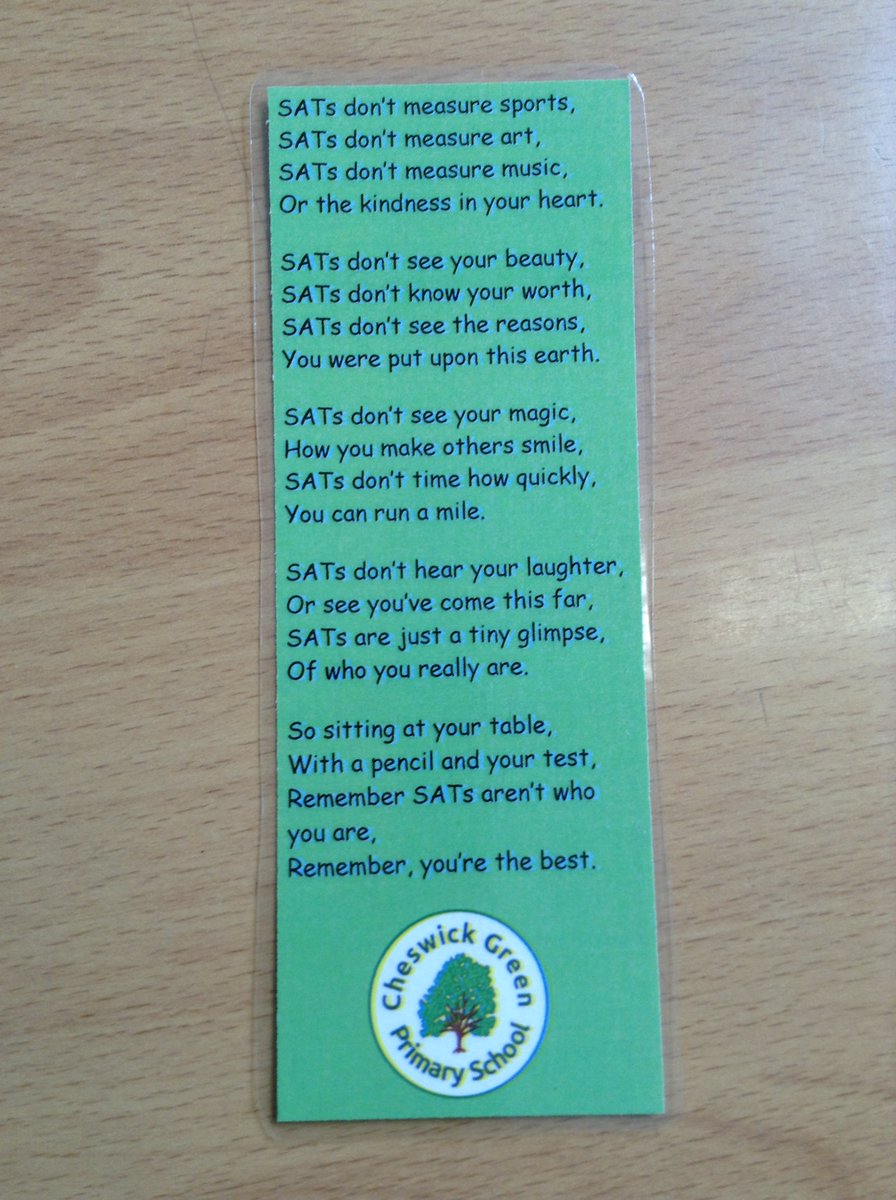 SATs don't measure sports,
SATs don't measure art,
SATs don't measure music,
Or the kindness in your heart.
SATs don't see your beauty,
SATs don't know your worth,
SATs don't see the reasons,
You were put upon this earth.
SATs don't see your magic,
How you make others smile,
SATs don't time how quickly,
You can run a mile.
SATs don't hear your laughter,
Or see you've come this far,
SATs are just a tiny glimpse,
Of who you really are.
So sitting at your table,
With a pencil and your test,
Remember SATs aren't who
you are,
Remember, you're the best.
Cheswick Green
Primary School